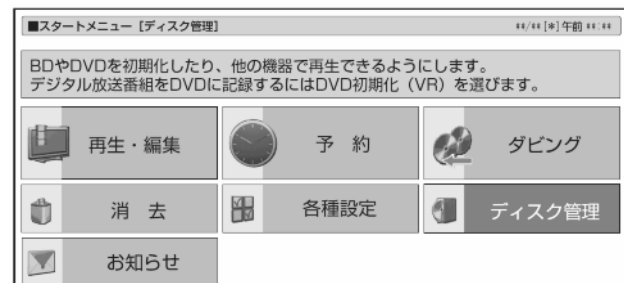 ■スタートメニュー [ディスク管理]
**/**[*]午前 **:**
BDやDVDを初期化したり、他の機器で再生できるようにします。
デジタル放送番組をDVDに記録するにはDVD初期化（VR）を選びます。
再生・編集
予 約
ダビング
消 去
各種設定
ディスク管理
お知らせ